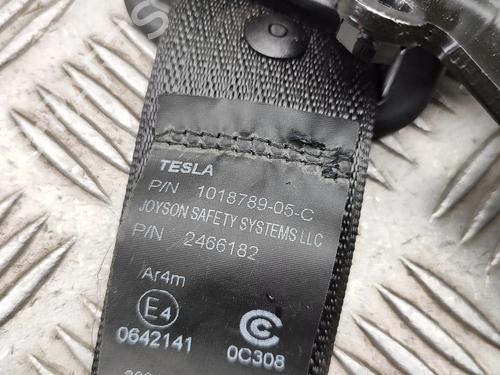 TESLA
P/N 1018789-05-C
JOYSON SAFETY SYSTEMS LLC
P/N 2466182
Ar4m
E4
0642141
0C308